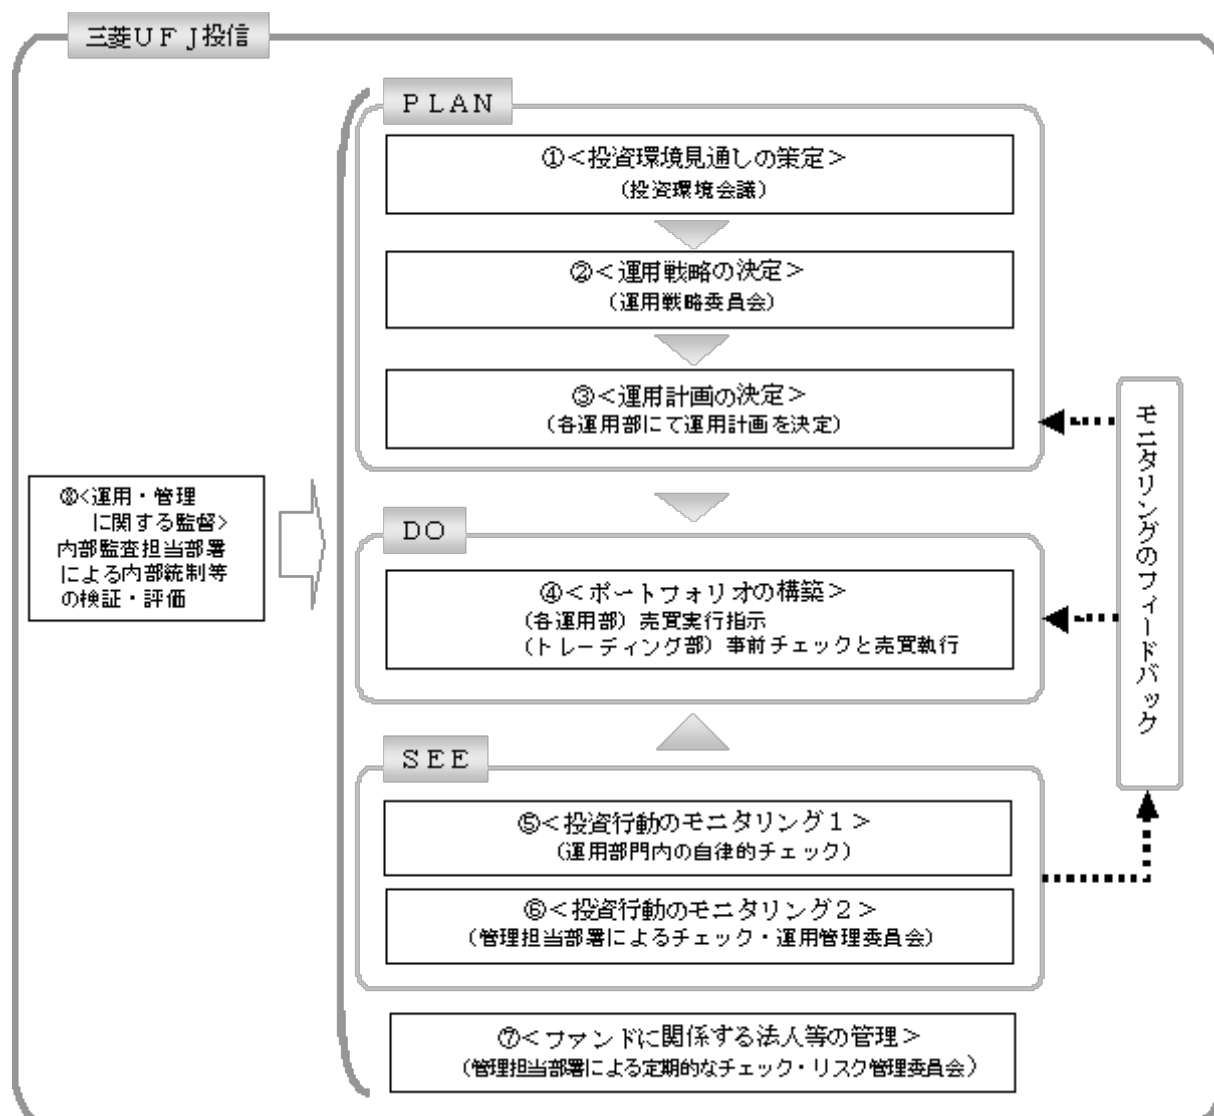 三菱ＵＦＪ投信
ＰＬＡＮ
①＜投資環境見通しの策定＞
（投資環境会議）
②＜運用戦略の決定＞
（運用戦略委員会）
③＜運用計画の決定＞
（各運用部にて運用計画を決定）
⑧<運用・管理
に関する監督>
内部監査担当部署
による内部統制等
の検証・評価
ＤＯ
④＜ポートフォリオの構築＞
（各運用部）売買実行指示
（トレーディング部）事前チェックと売買執行
モニタリングのフィードバック
ＳＥＥ
⑤＜投資行動のモニタリング１＞
（運用部門内の自律的チェック）
⑥＜投資行動のモニタリング２＞
（管理担当部署によるチェック・運用管理委員会）
⑦＜ファンドに関係する法人等の管理＞
（管理担当部署による定期的なチェック・リスク管理委員会）